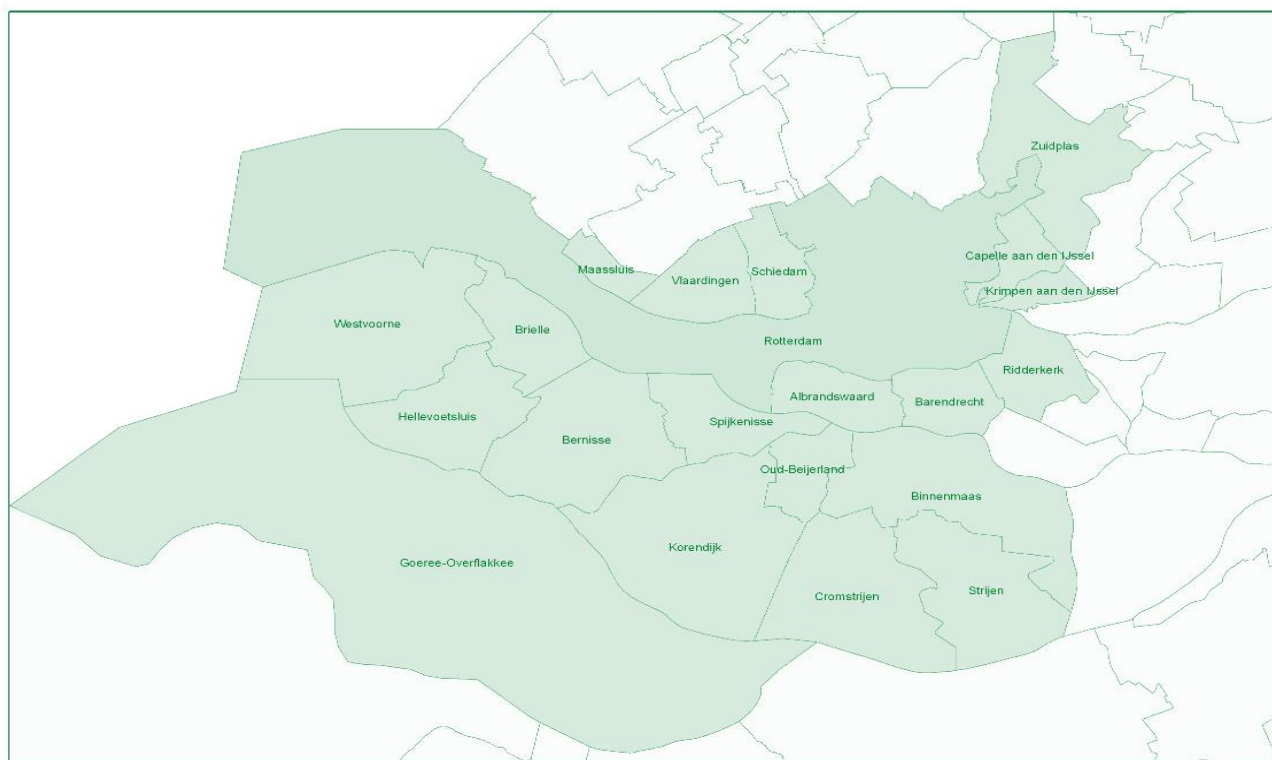 Zuidplas
Capelle aan den IJssel
Maassluis
Schiedam
Vlaardingen
Krimpen aan den IJssel
Westvoorne
Brielle
Rotterdam
Ridderkerk
Albrandswaard
Barendrecht
Hellevoetsluis
Spijkenisse
Bernisse
Oud-Beijerland
Binnenmaas
Korendijk
Goeree-Overflakkee
Strijen
Cromstrijen